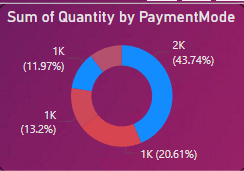 Sum of Quantity by PaymentMode
1K
(11.97%)
2K
(43.74%)
1K
(13.2%)
1K (20.61%)